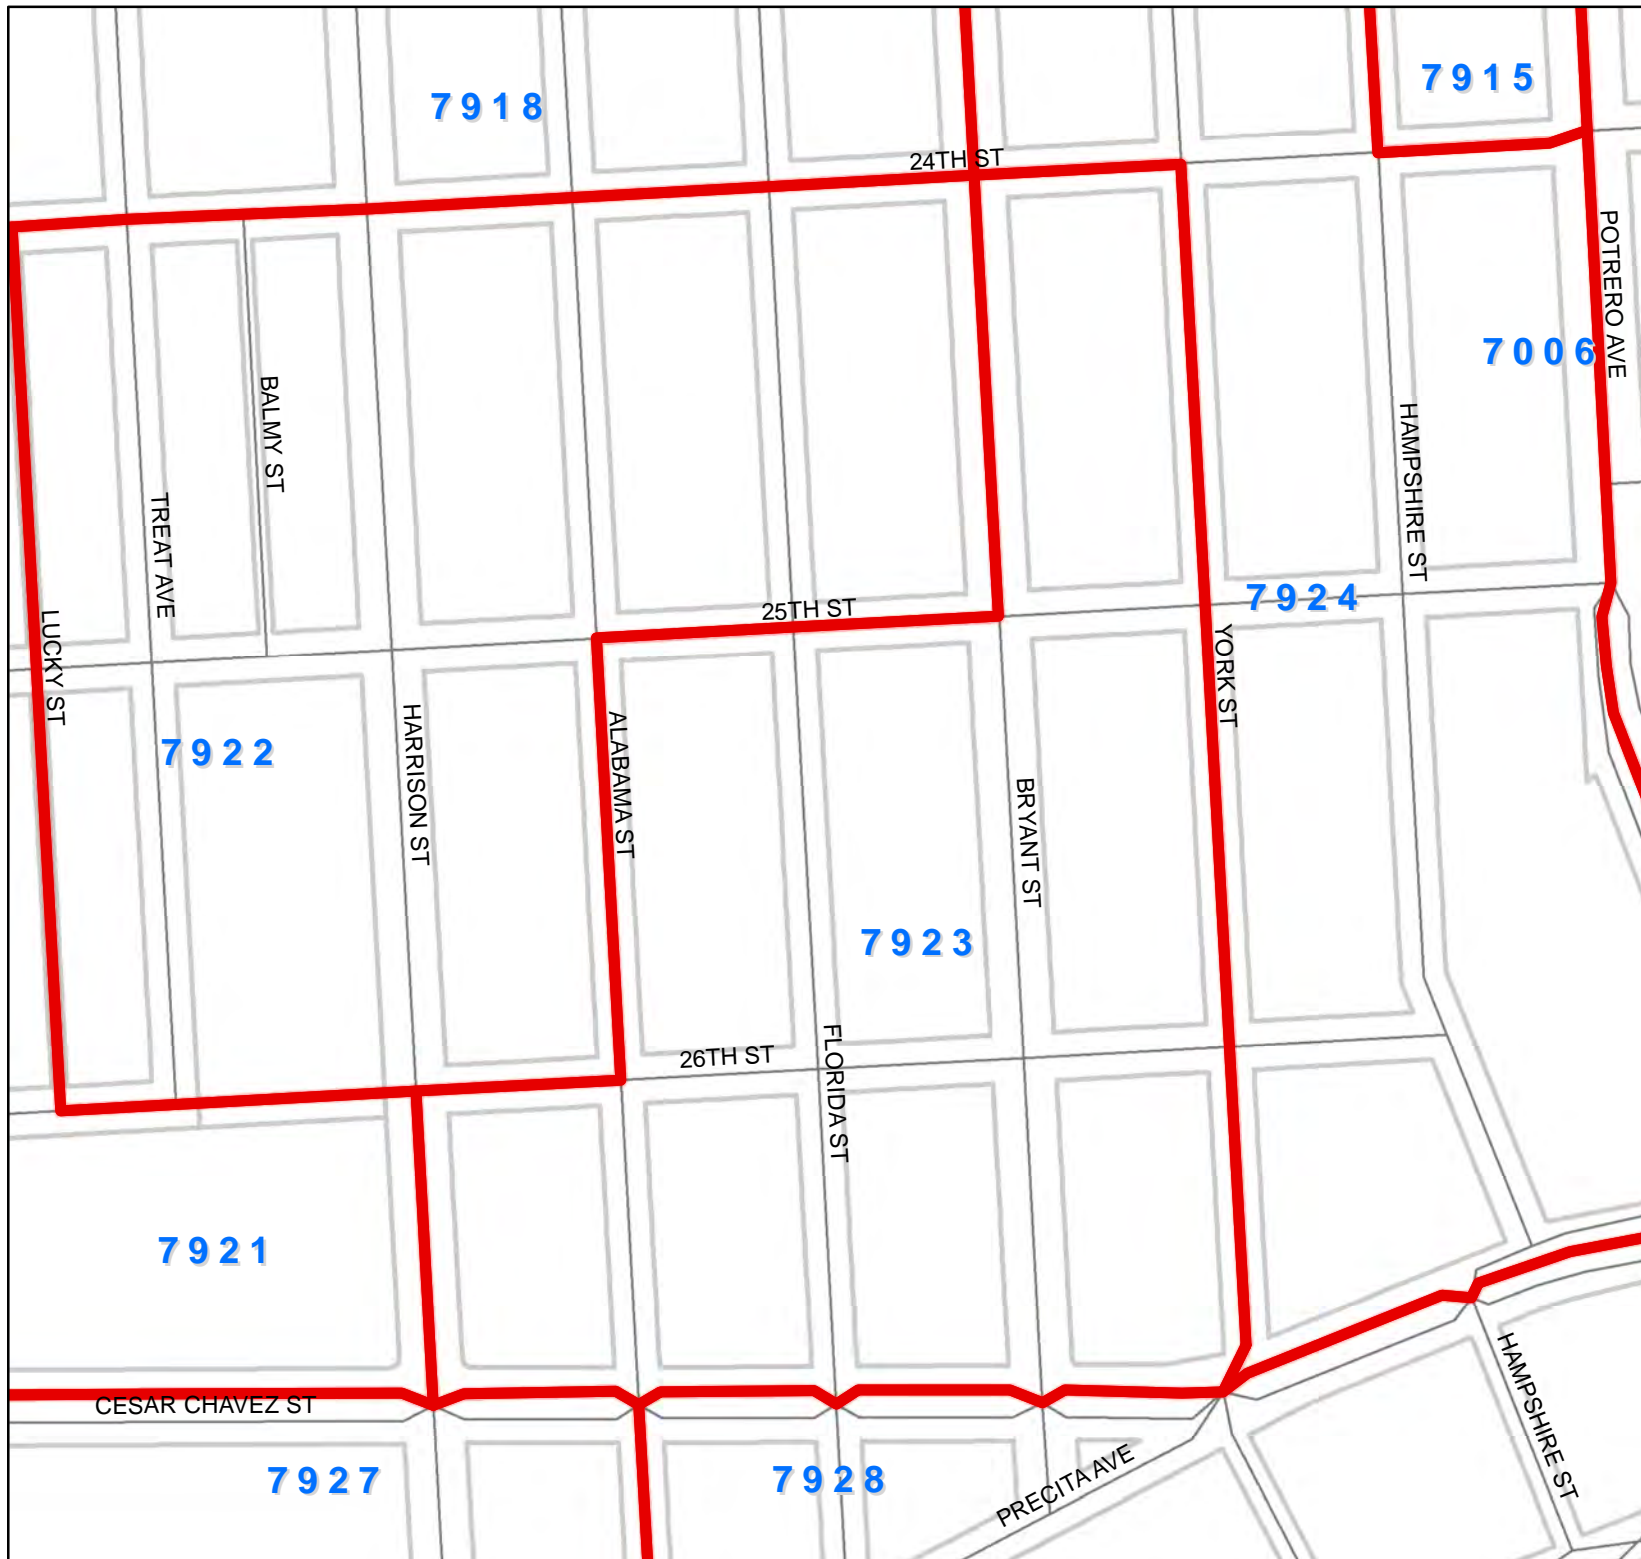 7915
7918
24TH ST
POTRERO AVE
7006
BALMY ST
HAMPSHIRE ST
TREAT AVE
7924
25TH ST
LUCKY ST
YORK ST
HARRISON ST
ALABAMA ST
7922
BRYANT ST
7923
FLORIDA ST
26TH ST
7921
HAMPSHIRE ST
CESAR CHAVEZ ST
PRECITA AVE
7927
7928